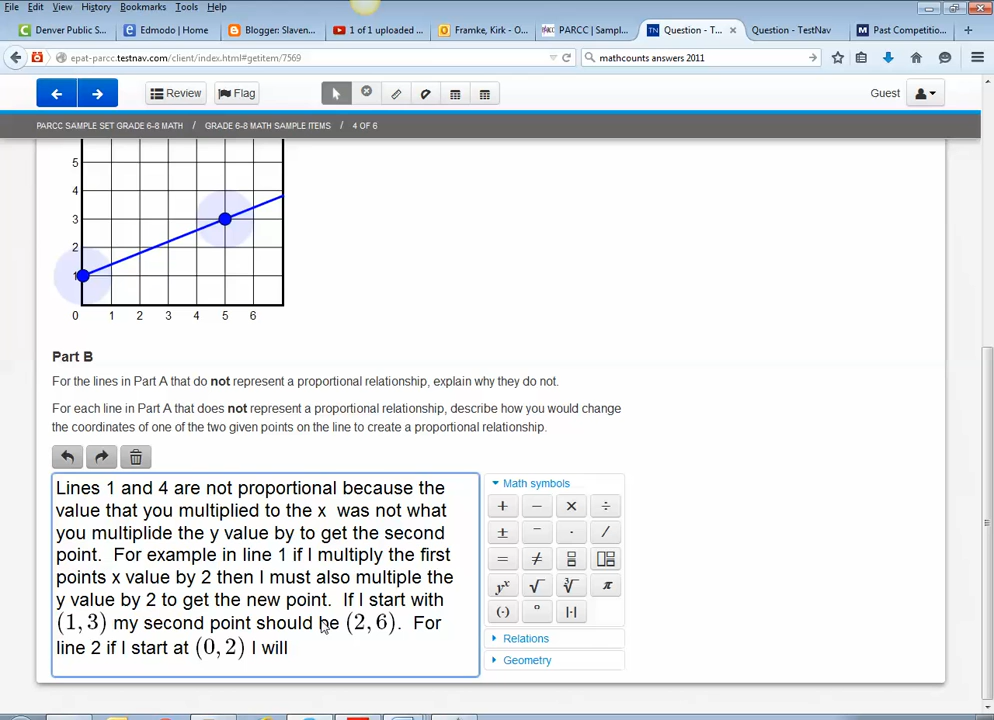 File Edit View History Bookmarks Tools Help
Denver Public S... Edmodo | Home Blogger: Slaven... 1 of 1 uploaded ... Framke, Kirk - O... PARCC | Sampl... Question - T... Question - TestNav Past Competitio...
epat-parcc.testnav.com/client/index.html#getitem/7569 mathcounts answers 2011
Review Flag Guest
PARCC SAMPLE SET GRADE 6-8 MATH / GRADE 6-8 MATH SAMPLE ITEMS / 4 OF 6
5
4
3
2
1
0 1 2 3 4 5 6
Part B
For the lines in Part A that do not represent a proportional relationship, explain why they do not.
For each line in Part A that does not represent a proportional relationship, describe how you would change
the coordinates of one of the two given points on the line to create a proportional relationship.
Lines 1 and 4 are not proportional because the
value that you multiplied to the x was not what
you multiplide the y value by to get the second
point. For example in line 1 if I multiply the first
points x value by 2 then I must also multiple the
y value by 2 to get the new point. If I start with
(1, 3) my second point should be (2, 6). For
line 2 if I start at (0, 2) I will
Math symbols
+ − × ÷
± − · /
= ≠
yˣ √ ∛ π
(·) ° |·|
Relations
Geometry